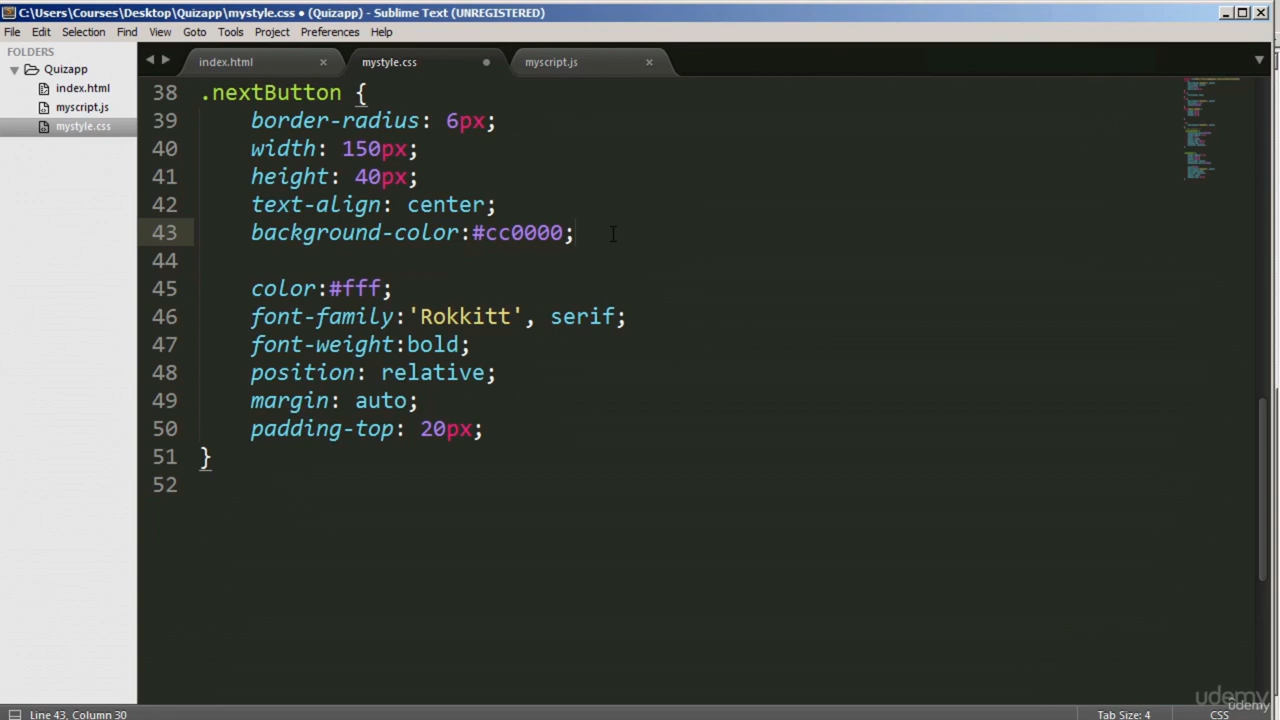 C:\Users\Courses\Desktop\Quizapp\mystyle.css • (Quizapp) - Sublime Text (UNREGISTERED)
File Edit Selection Find View Goto Tools Project Preferences Help
FOLDERS
Quizapp
index.html
myscript.js
mystyle.css
index.html × mystyle.css • myscript.js ×
38 .nextButton {
39 border-radius: 6px;
40 width: 150px;
41 height: 40px;
42 text-align: center;
43 background-color:#cc0000;
44
45 color:#fff;
46 font-family:'Rokkitt', serif;
47 font-weight:bold;
48 position: relative;
49 margin: auto;
50 padding-top: 20px;
51 }
52
udemy
udemy
Line 43, Column 30 Tab Size: 4 CSS